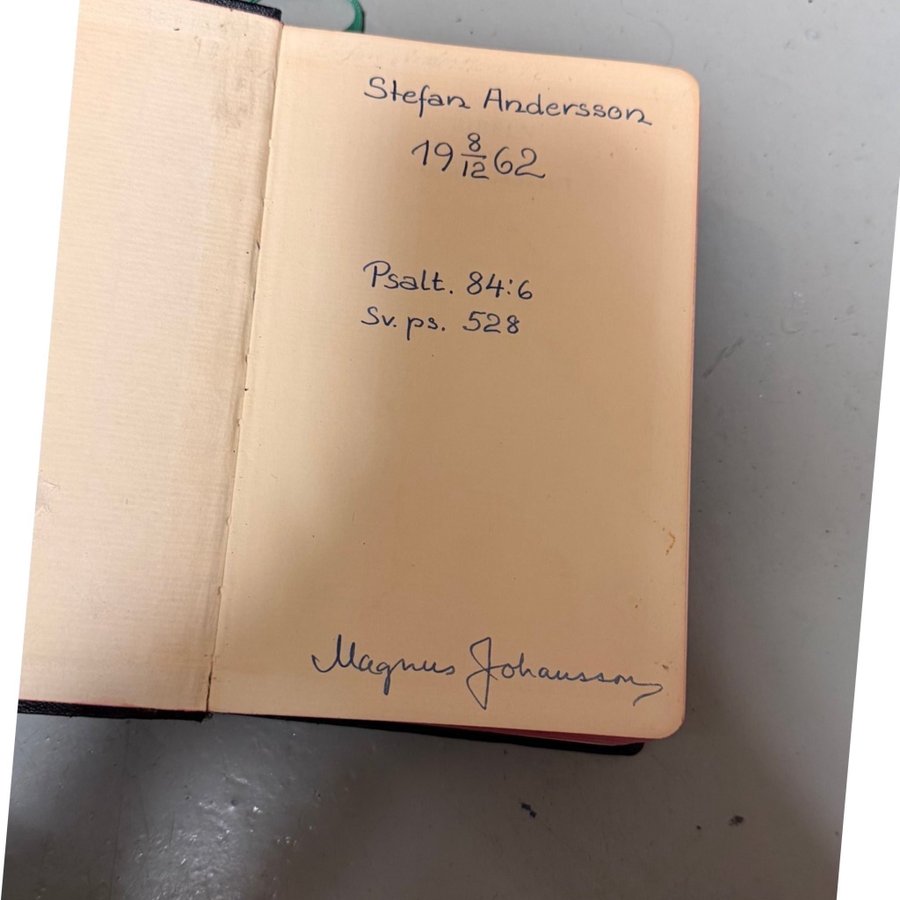 Stefan Andersson
19 8/12 62
Psalt. 84:6
Sv. ps. 528
Magnus Johansson